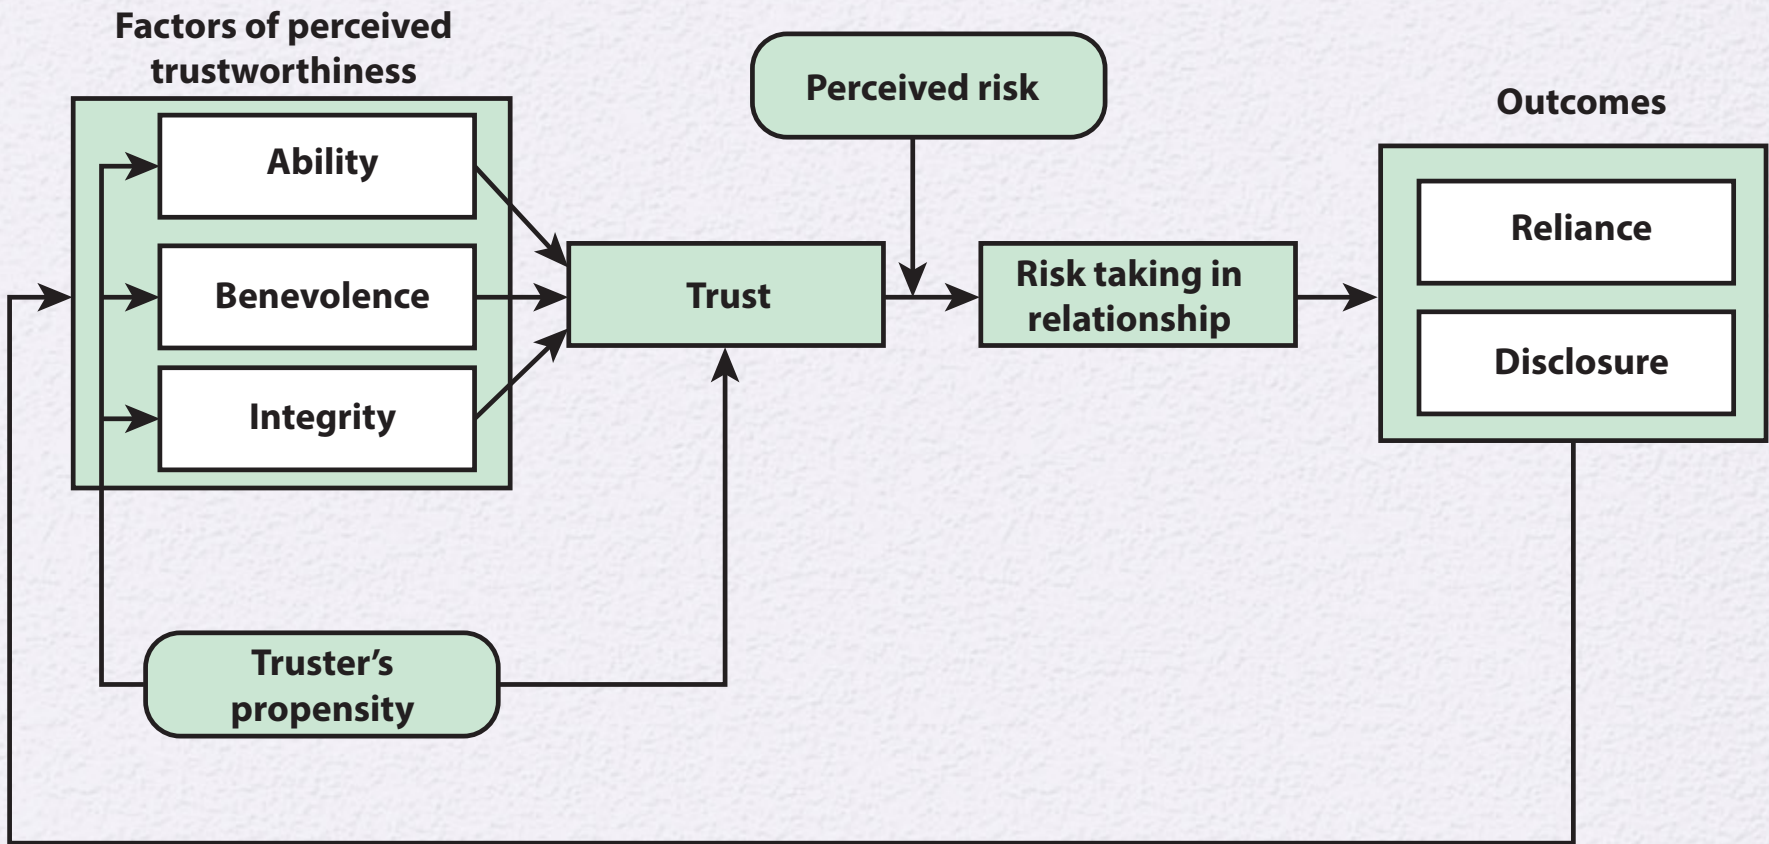 Factors of perceived
trustworthiness
Ability
Benevolence
Integrity
Truster’s
propensity
Trust
Perceived risk
Risk taking in
relationship
Outcomes
Reliance
Disclosure